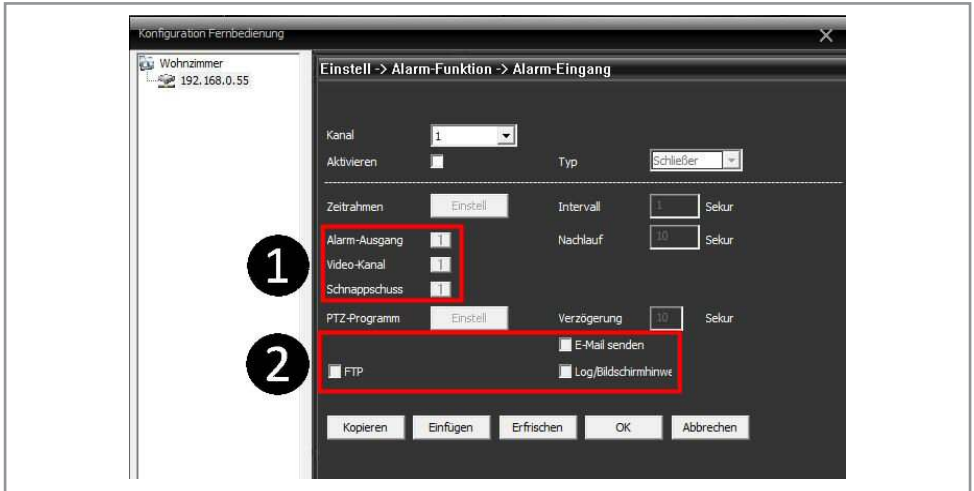 Konfiguration Fernbedienung
Wohnzimmer
192.168.0.55
Einstell -> Alarm-Funktion -> Alarm-Eingang
Kanal 1
Aktivieren Typ Schließer
Zeitrahmen Einstell Intervall 1 Sekur
Alarm-Ausgang 1 Nachlauf 10 Sekur
1
Video-Kanal 1
Schnappschuss 1
PTZ-Programm Einstell Verzögerung 10 Sekur
E-Mail senden
2
FTP Log/Bildschirmhinwe
Kopieren Einfügen Erfrischen OK Abbrechen